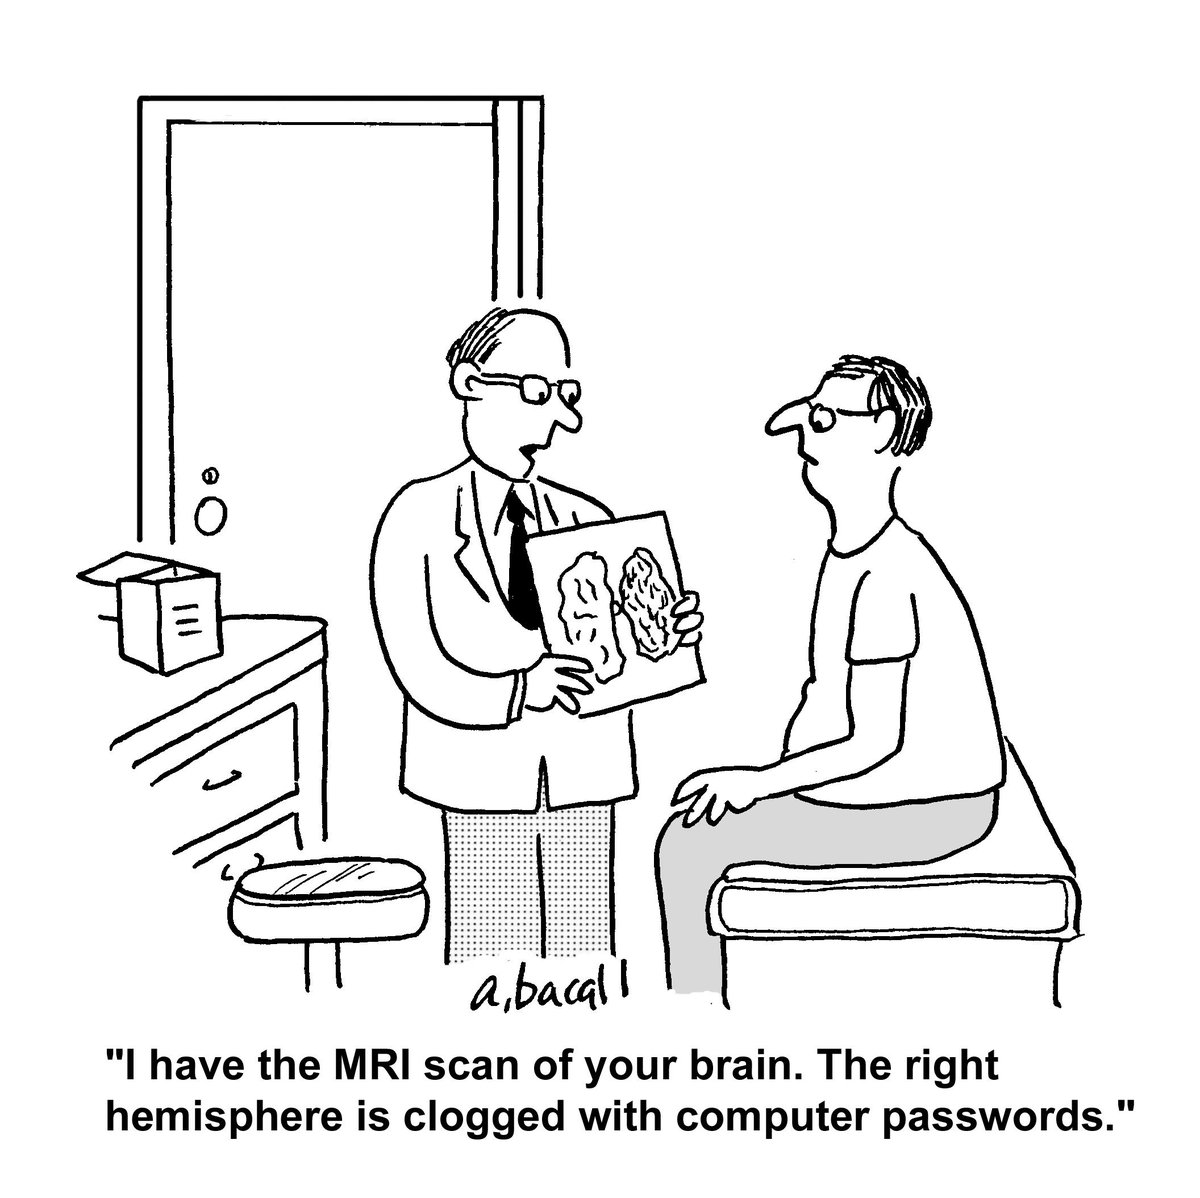 a. bacall
"I have the MRI scan of your brain. The right
hemisphere is clogged with computer passwords."